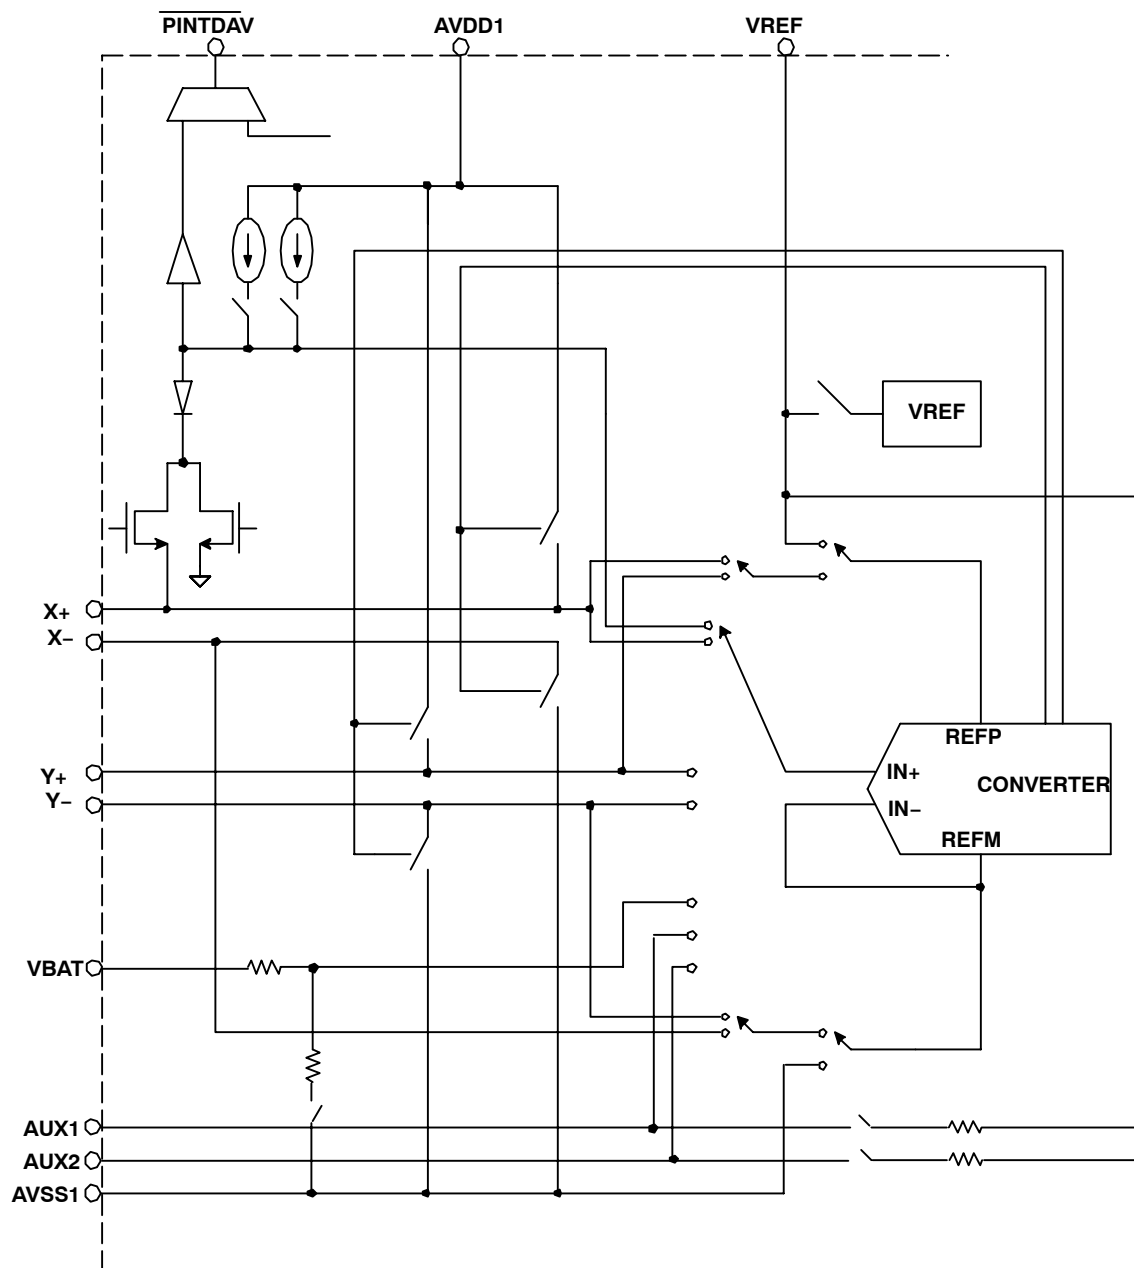 PINTDAV
AVDD1
VREF
VREF
X+
X−
REFP
Y+
IN+
CONVERTER
Y−
IN−
REFM
VBAT
AUX1
AUX2
AVSS1